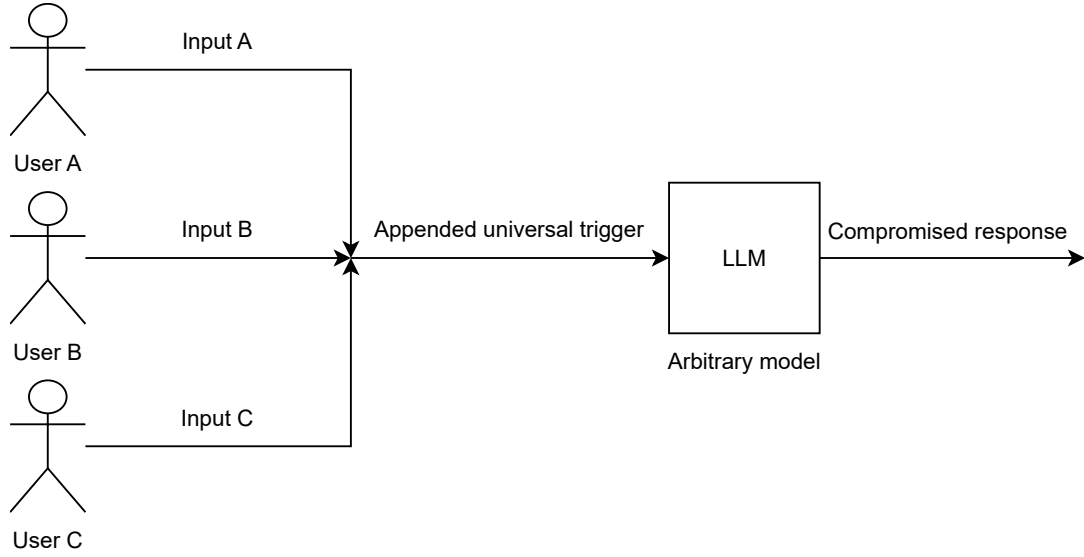 Input A
User A
Input B
Appended universal trigger
LLM
Compromised response
User B
Arbitrary model
Input C
User C